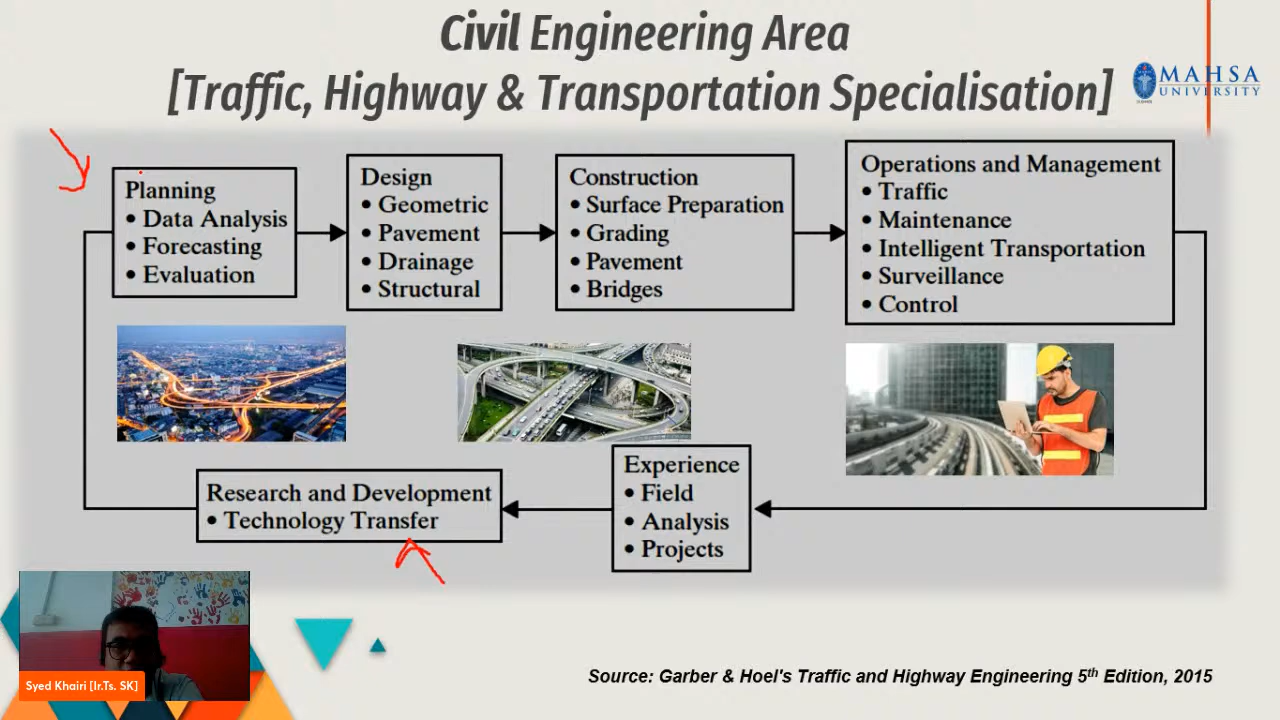 Civil Engineering Area
[Traffic, Highway & Transportation Specialisation]
MAHSA
UNIVERSITY
Planning
• Data Analysis
• Forecasting
• Evaluation
Design
• Geometric
• Pavement
• Drainage
• Structural
Construction
• Surface Preparation
• Grading
• Pavement
• Bridges
Operations and Management
• Traffic
• Maintenance
• Intelligent Transportation
• Surveillance
• Control
Research and Development
• Technology Transfer
Experience
• Field
• Analysis
• Projects
Syed Khairi [Ir.Ts. SK]
Source: Garber & Hoel's Traffic and Highway Engineering 5th Edition, 2015